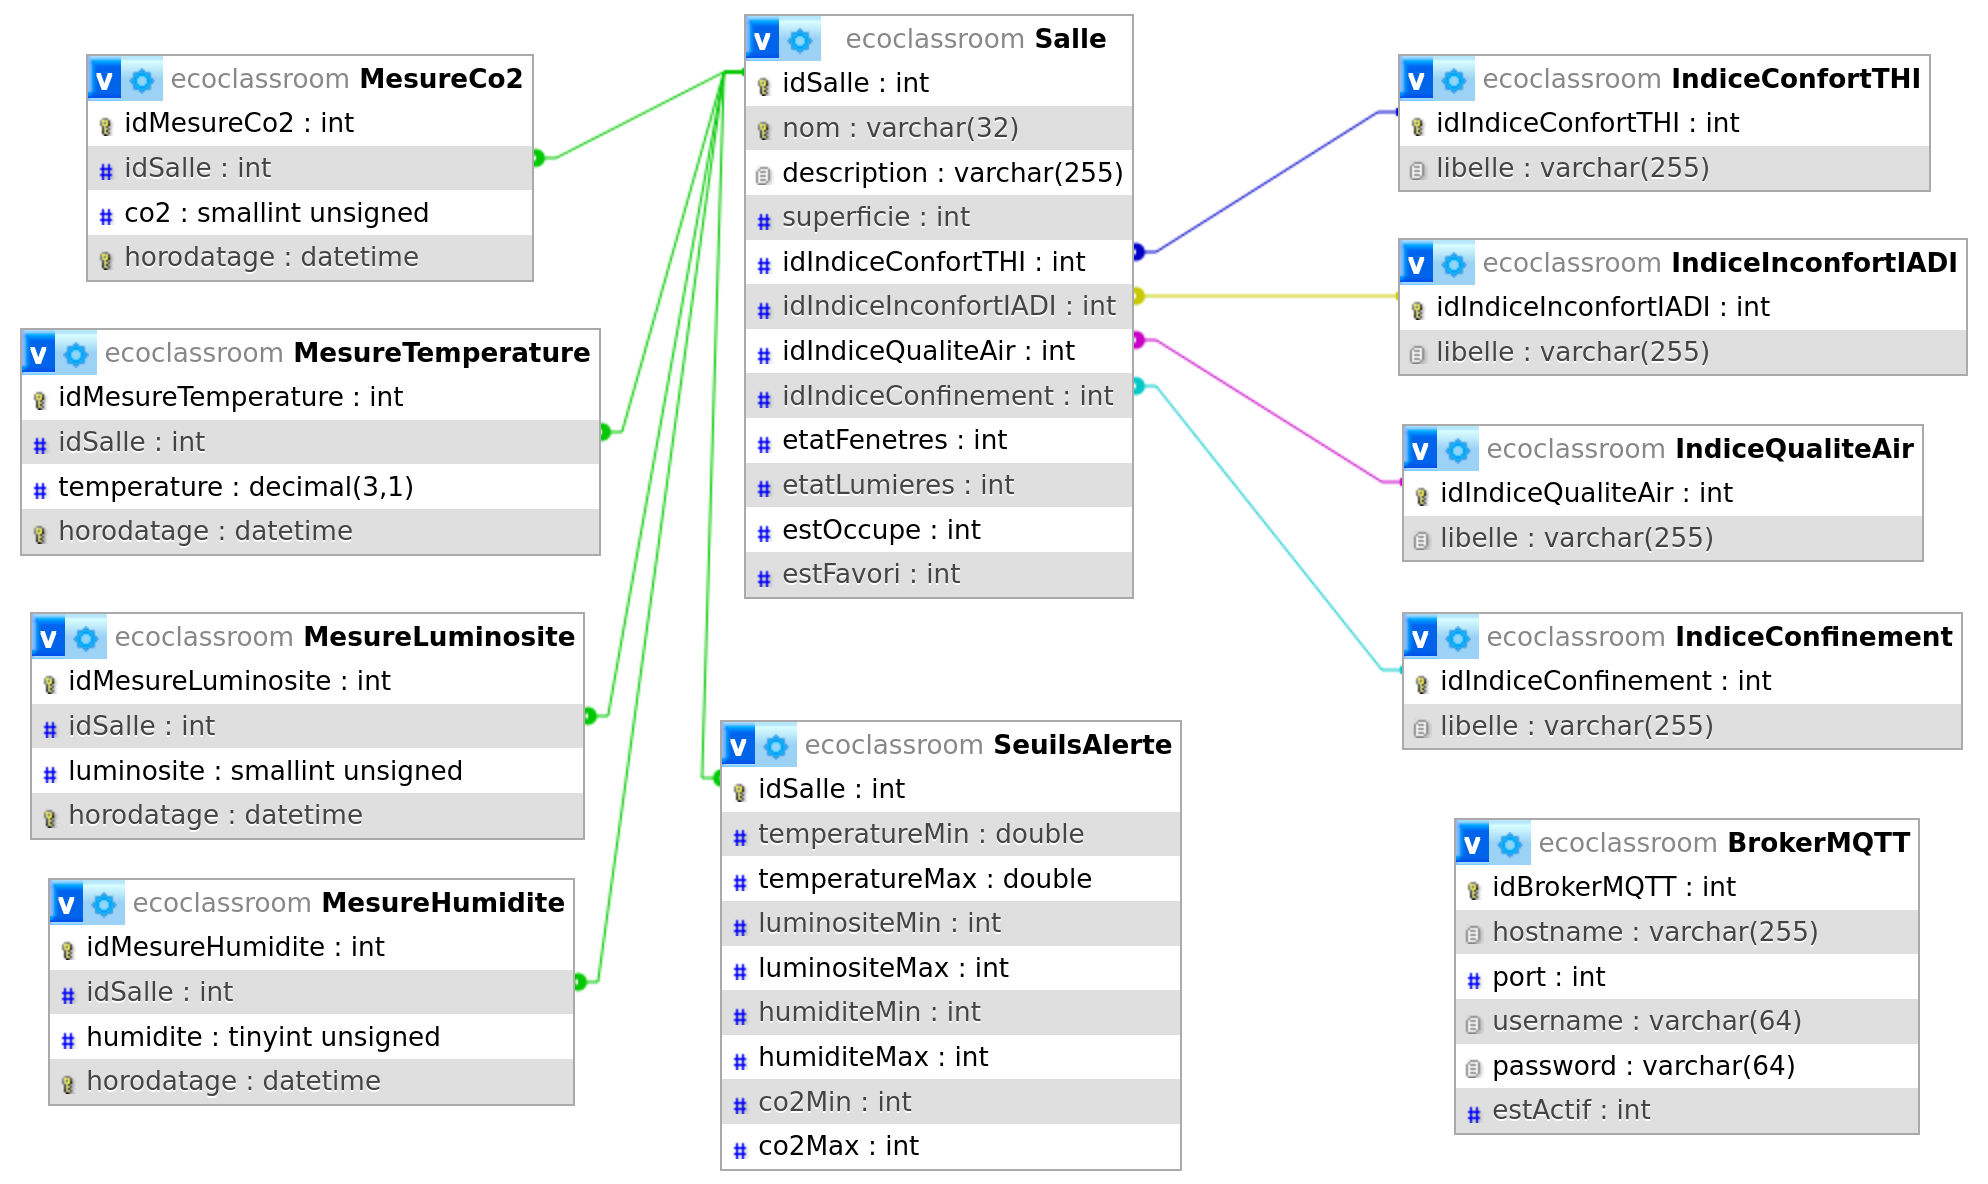 V ecoclassroom MesureCo2
idMesureCo2 : int
# idSalle : int
# co2 : smallint unsigned
horodatage : datetime
V ecoclassroom MesureTemperature
idMesureTemperature : int
# idSalle : int
# temperature : decimal(3,1)
horodatage : datetime
V ecoclassroom MesureLuminosite
idMesureLuminosite : int
# idSalle : int
# luminosite : smallint unsigned
horodatage : datetime
V ecoclassroom MesureHumidite
idMesureHumidite : int
# idSalle : int
# humidite : tinyint unsigned
horodatage : datetime
V ecoclassroom Salle
idSalle : int
nom : varchar(32)
description : varchar(255)
# superficie : int
# idIndiceConfortTHI : int
# idIndiceInconfortIADI : int
# idIndiceQualiteAir : int
# idIndiceConfinement : int
# etatFenetres : int
# etatLumieres : int
# estOccupe : int
# estFavori : int
V ecoclassroom SeuilsAlerte
idSalle : int
# temperatureMin : double
# temperatureMax : double
# luminositeMin : int
# luminositeMax : int
# humiditeMin : int
# humiditeMax : int
# co2Min : int
# co2Max : int
V ecoclassroom IndiceConfortTHI
idIndiceConfortTHI : int
libelle : varchar(255)
V ecoclassroom IndiceInconfortIADI
idIndiceInconfortIADI : int
libelle : varchar(255)
V ecoclassroom IndiceQualiteAir
idIndiceQualiteAir : int
libelle : varchar(255)
V ecoclassroom IndiceConfinement
idIndiceConfinement : int
libelle : varchar(255)
V ecoclassroom BrokerMQTT
idBrokerMQTT : int
hostname : varchar(255)
# port : int
username : varchar(64)
password : varchar(64)
# estActif : int